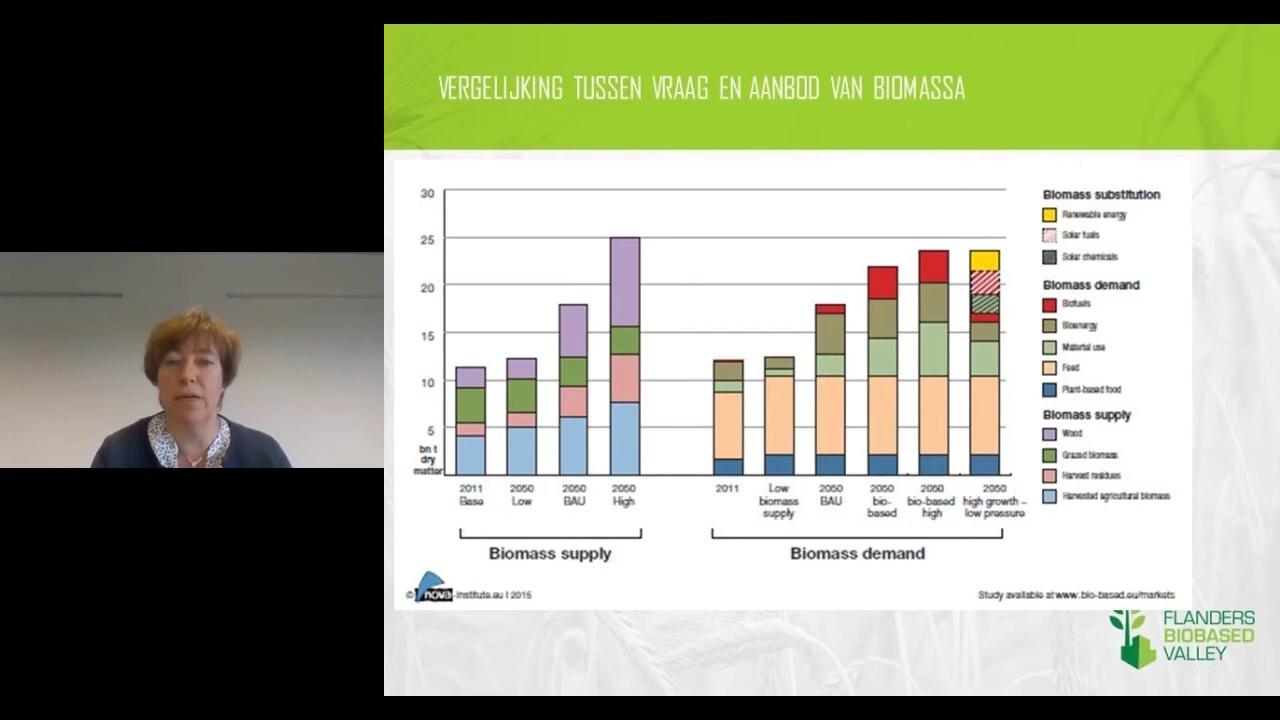 VERGELIJKING TUSSEN VRAAG EN AANBOD VAN BIOMASSA
30
25
20
15
10
5
bn t
dry
matter
2011
Base
2050
Low
2050
BAU
2050
High
2011
Low
biomass
supply
2050
BAU
2050
bio-
based
2050
bio-based
high
2050
high growth –
low pressure
Biomass supply
Biomass demand
Biomass substitution
Renewable energy
Solar fuels
Solar chemicals
Biomass demand
Biofuels
Bioenergy
Material use
Feed
Plant-based food
Biomass supply
Wood
Grazed biomass
Harvest residues
Harvested agricultural biomass
© nova-Institute.eu | 2015
Study available at www.bio-based.eu/markets
FLANDERS
BIOBASED
VALLEY